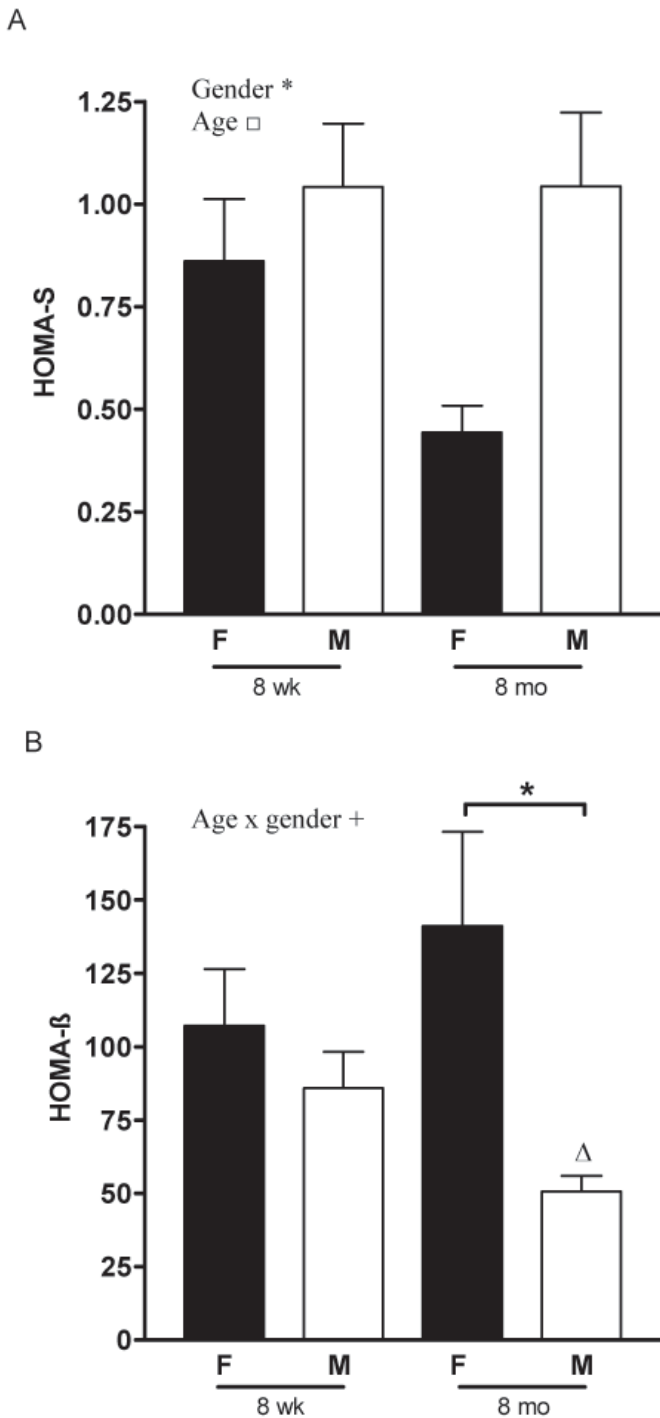 A
Gender *
Age □
1.25
1.00
0.75
0.50
0.25
0.00
HOMA-S
F M F M
8 wk 8 mo
B
Age x gender +
*
175
150
125
100
75
50
25
0
HOMA-ß
Δ
F M F M
8 wk 8 mo